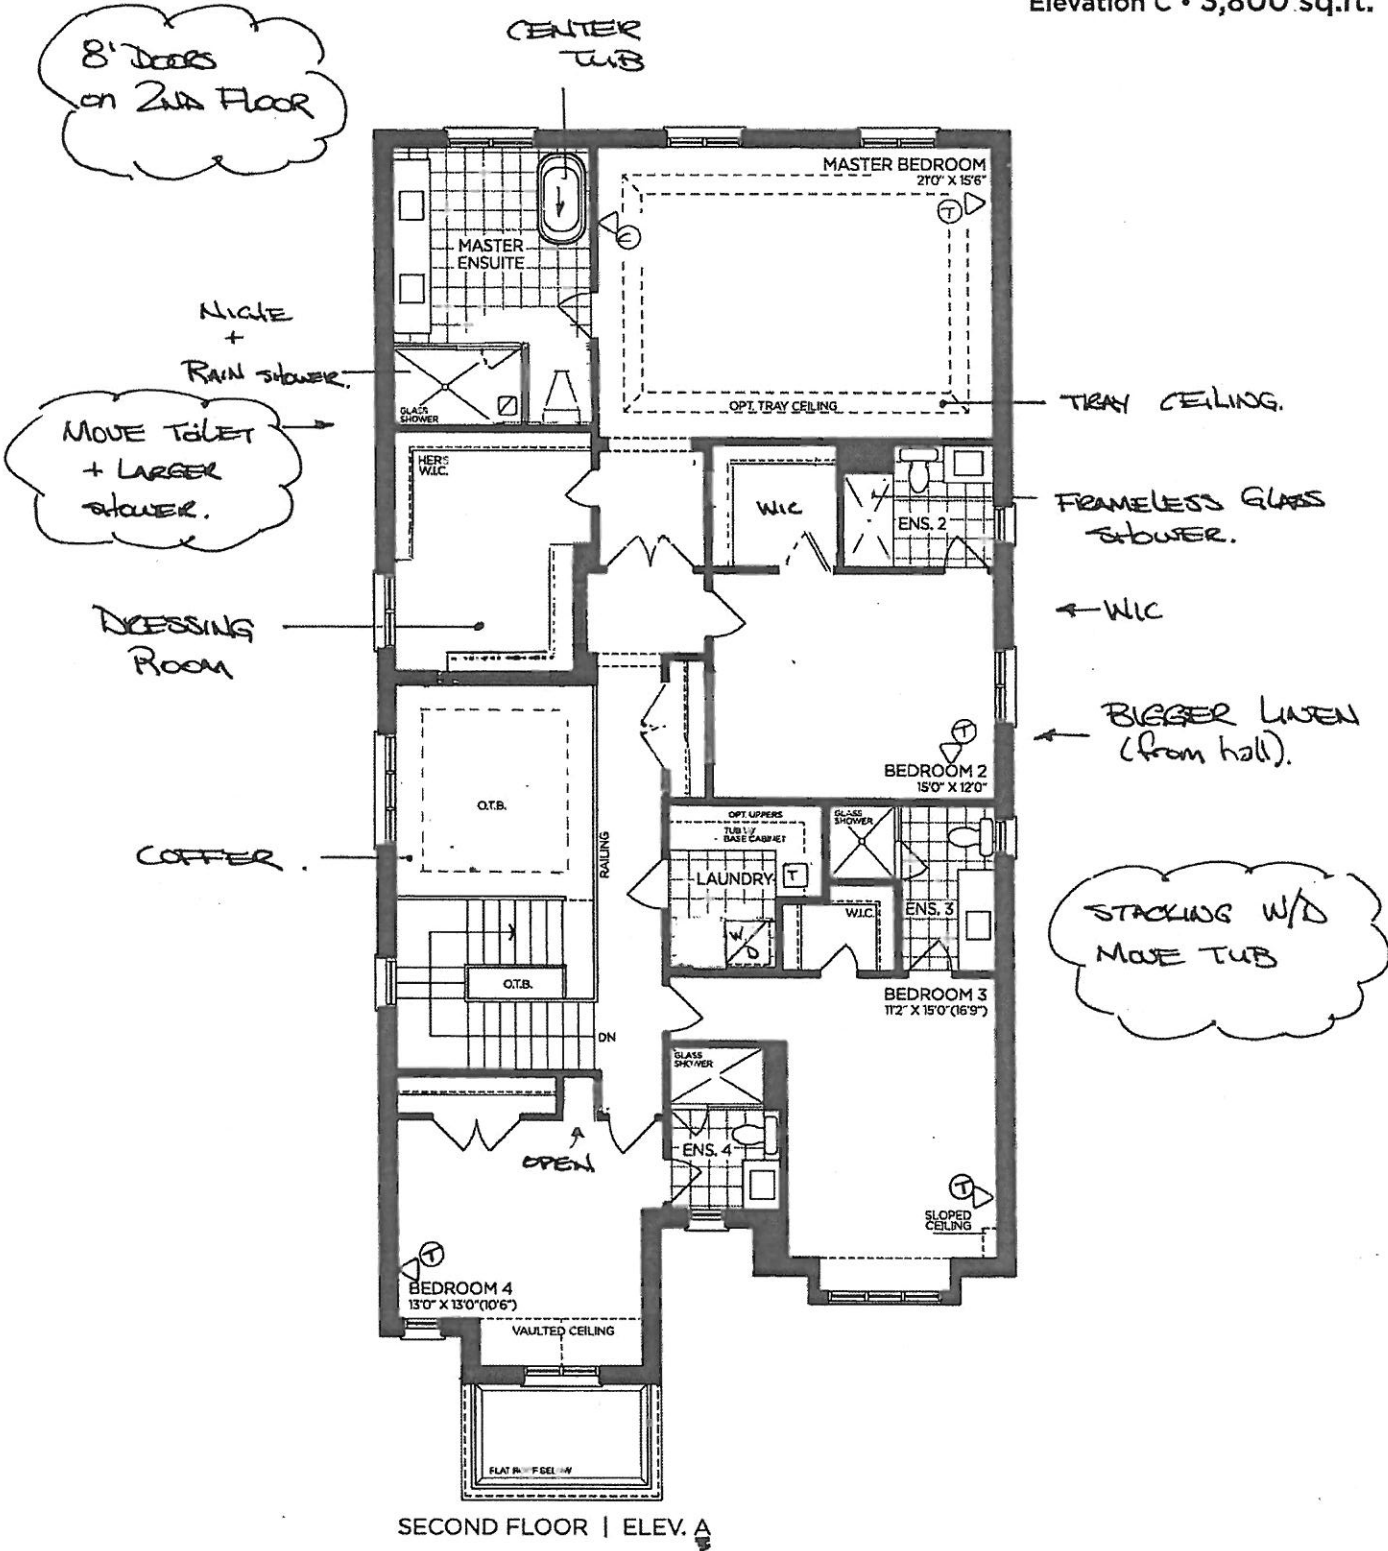 Elevation C • 3,800 sq.ft.
8' DOORS
on 2ND FLOOR
CENTER
TUB
MASTER BEDROOM
21'0" X 15'6"
T
MASTER
ENSUITE
NICHE
+
RAIN SHOWER.
GLASS
SHOWER
OPT. TRAY CEILING
TRAY CEILING.
MOVE TOILET
+ LARGER
SHOWER.
HERS
W.I.C.
WIC
ENS. 2
FRAMELESS GLASS
SHOWER.
DRESSING
ROOM
WIC
BIGGER LINEN
(from hall).
T
BEDROOM 2
15'0" X 12'0"
O.T.B.
COFFER.
RAILING
OPT. UPPERS
TUB W/
BASE CABINET
LAUNDRY
T
W
D
GLASS
SHOWER
W.I.C.
ENS. 3
STACKING W/D
MOVE TUB
O.T.B.
DN
BEDROOM 3
11'2" X 15'0"(16'9")
GLASS
SHOWER
ENS. 4
OPEN
T
SLOPED
CEILING
T
BEDROOM 4
13'0" X 13'0"(10'6")
VAULTED CEILING
FLAT ROOF BELOW
SECOND FLOOR | ELEV. A